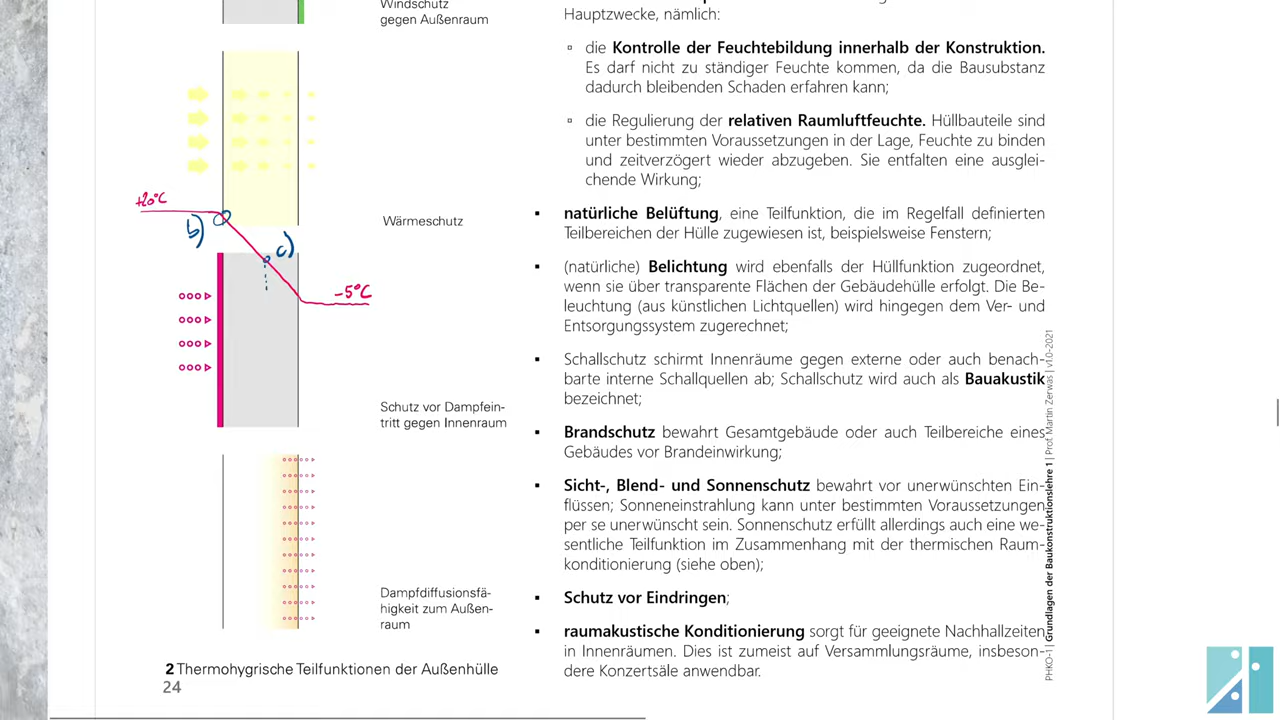 Windschutz
gegen Außenraum
+20°C
b)
c)
-5°C
Wärmeschutz
Schutz vor Dampfein-
tritt gegen Innenraum
Dampfdiffusionsfä-
higkeit zum Außen-
raum
2 Thermohygrische Teilfunktionen der Außenhülle
24
Hauptzwecke, nämlich:
▫ die Kontrolle der Feuchtebildung innerhalb der Konstruktion.
Es darf nicht zu ständiger Feuchte kommen, da die Bausubstanz
dadurch bleibenden Schaden erfahren kann;
▫ die Regulierung der relativen Raumluftfeuchte. Hüllbauteile sind
unter bestimmten Voraussetzungen in der Lage, Feuchte zu binden
und zeitverzögert wieder abzugeben. Sie entfalten eine ausglei-
chende Wirkung;
▪ natürliche Belüftung, eine Teilfunktion, die im Regelfall definierten
Teilbereichen der Hülle zugewiesen ist, beispielsweise Fenstern;
▪ (natürliche) Belichtung wird ebenfalls der Hüllfunktion zugeordnet,
wenn sie über transparente Flächen der Gebäudehülle erfolgt. Die Be-
leuchtung (aus künstlichen Lichtquellen) wird hingegen dem Ver- und
Entsorgungssystem zugerechnet;
▪ Schallschutz schirmt Innenräume gegen externe oder auch benach-
barte interne Schallquellen ab; Schallschutz wird auch als Bauakustik
bezeichnet;
▪ Brandschutz bewahrt Gesamtgebäude oder auch Teilbereiche eines
Gebäudes vor Brandeinwirkung;
▪ Sicht-, Blend- und Sonnenschutz bewahrt vor unerwünschten Ein-
flüssen; Sonneneinstrahlung kann unter bestimmten Voraussetzungen
per se unerwünscht sein. Sonnenschutz erfüllt allerdings auch eine we-
sentliche Teilfunktion im Zusammenhang mit der thermischen Raum-
konditionierung (siehe oben);
▪ Schutz vor Eindringen;
▪ raumakustische Konditionierung sorgt für geeignete Nachhallzeiten
in Innenräumen. Dies ist zumeist auf Versammlungsräume, insbeson-
dere Konzertsäle anwendbar.
PHKO-1 | Grundlagen der Baukonstruktionslehre 1 | Prof. Martin Zerwas | v1.0-2021